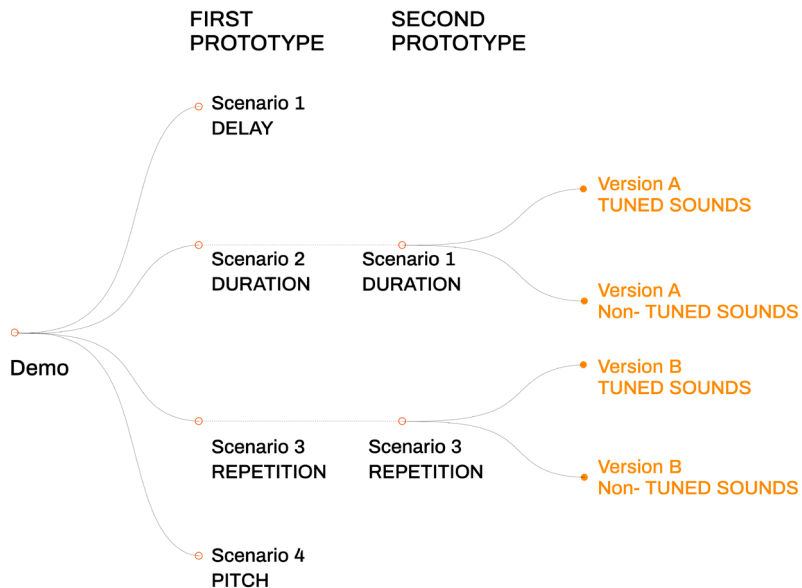 FIRST
PROTOTYPE
SECOND
PROTOTYPE
Scenario 1
DELAY
Version A
TUNED SOUNDS
Scenario 2
DURATION
Scenario 1
DURATION
Version A
Non- TUNED SOUNDS
Demo
Version B
TUNED SOUNDS
Scenario 3
REPETITION
Scenario 3
REPETITION
Version B
Non- TUNED SOUNDS
Scenario 4
PITCH